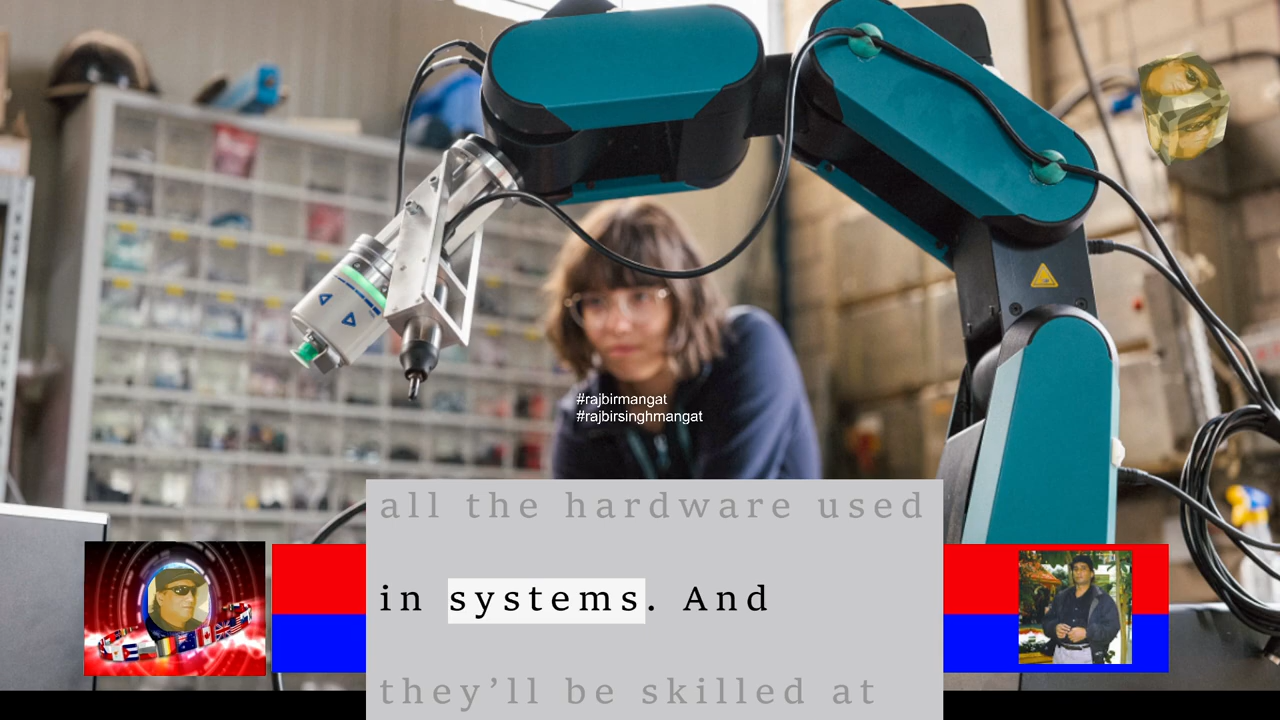 #rajbirmangat
#rajbirsinghmangat
all the hardware used
in systems. And
they’ll be skilled at